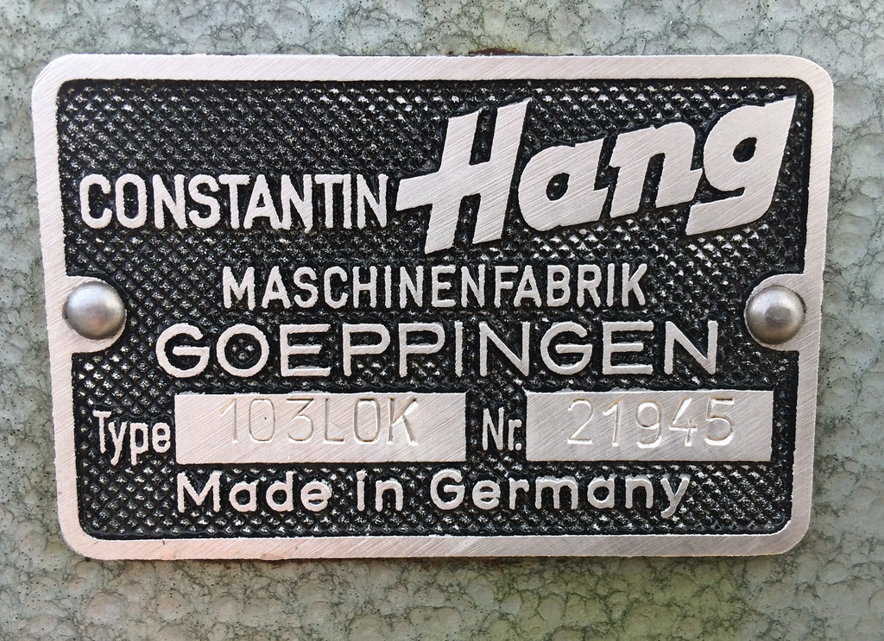 CONSTANTIN Hang
MASCHINENFABRIK
GOEPPINGEN
Type 103LOK Nr. 21945
Made in Germany